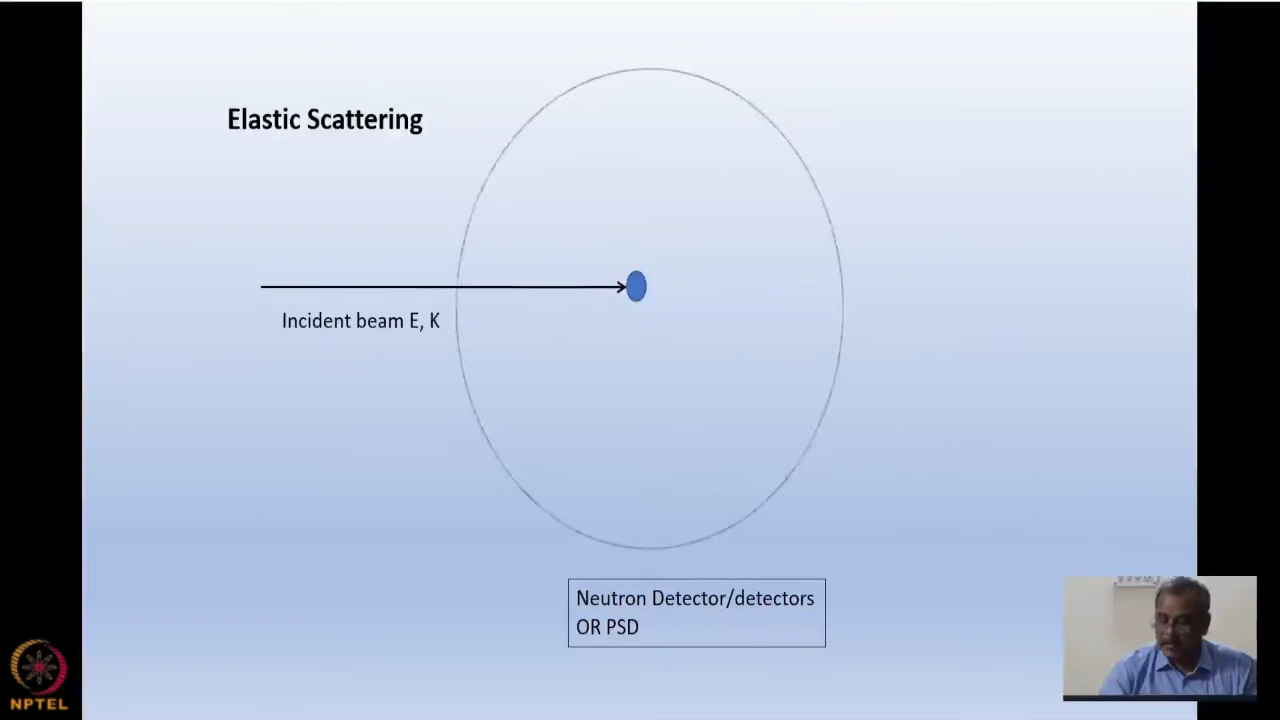 Elastic Scattering
Incident beam E, K
Neutron Detector/detectors
OR PSD
NPTEL